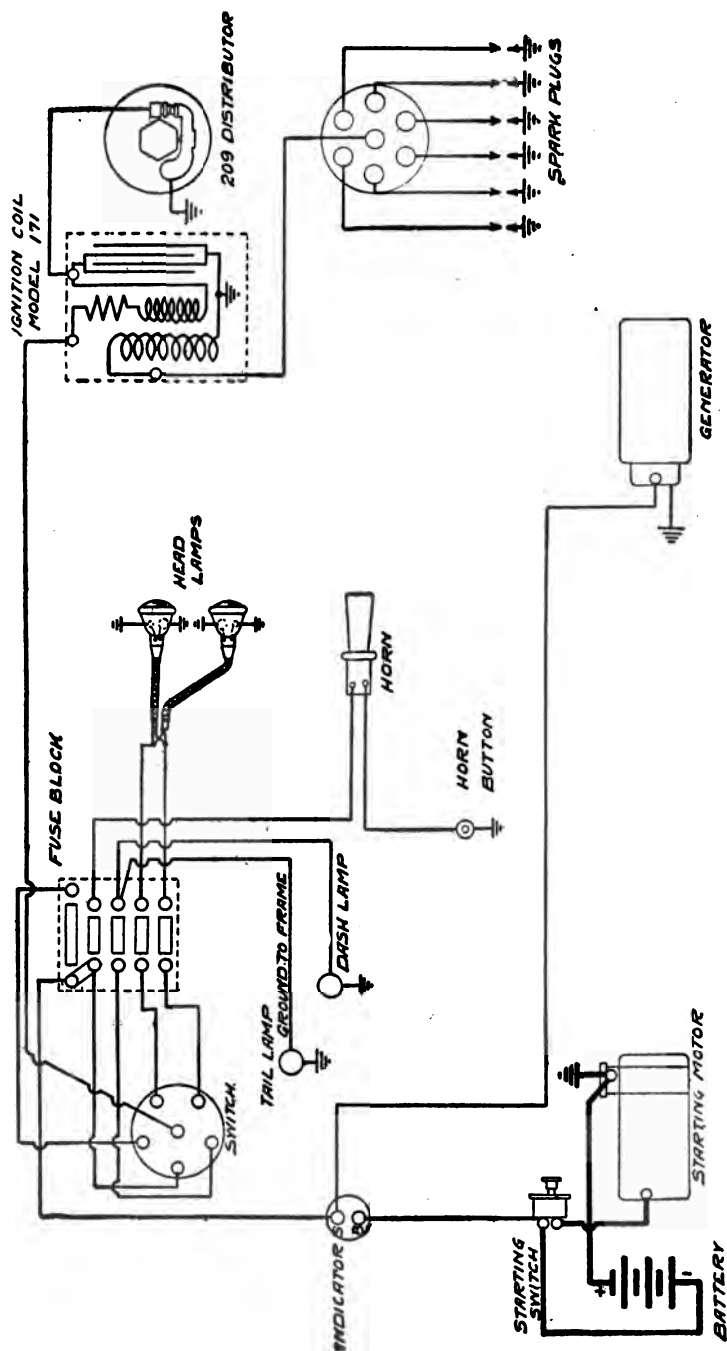 IGNITION COIL
MODEL 171
209 DISTRIBUTOR
SPARK PLUGS
HEAD
LAMPS
FUSE BLOCK
HORN
HORN
BUTTON
GENERATOR
TAIL LAMP
GROUND TO FRAME
DASH LAMP
SWITCH
INDICATOR
S
B
STARTING
SWITCH
STARTING MOTOR
+
-
BATTERY